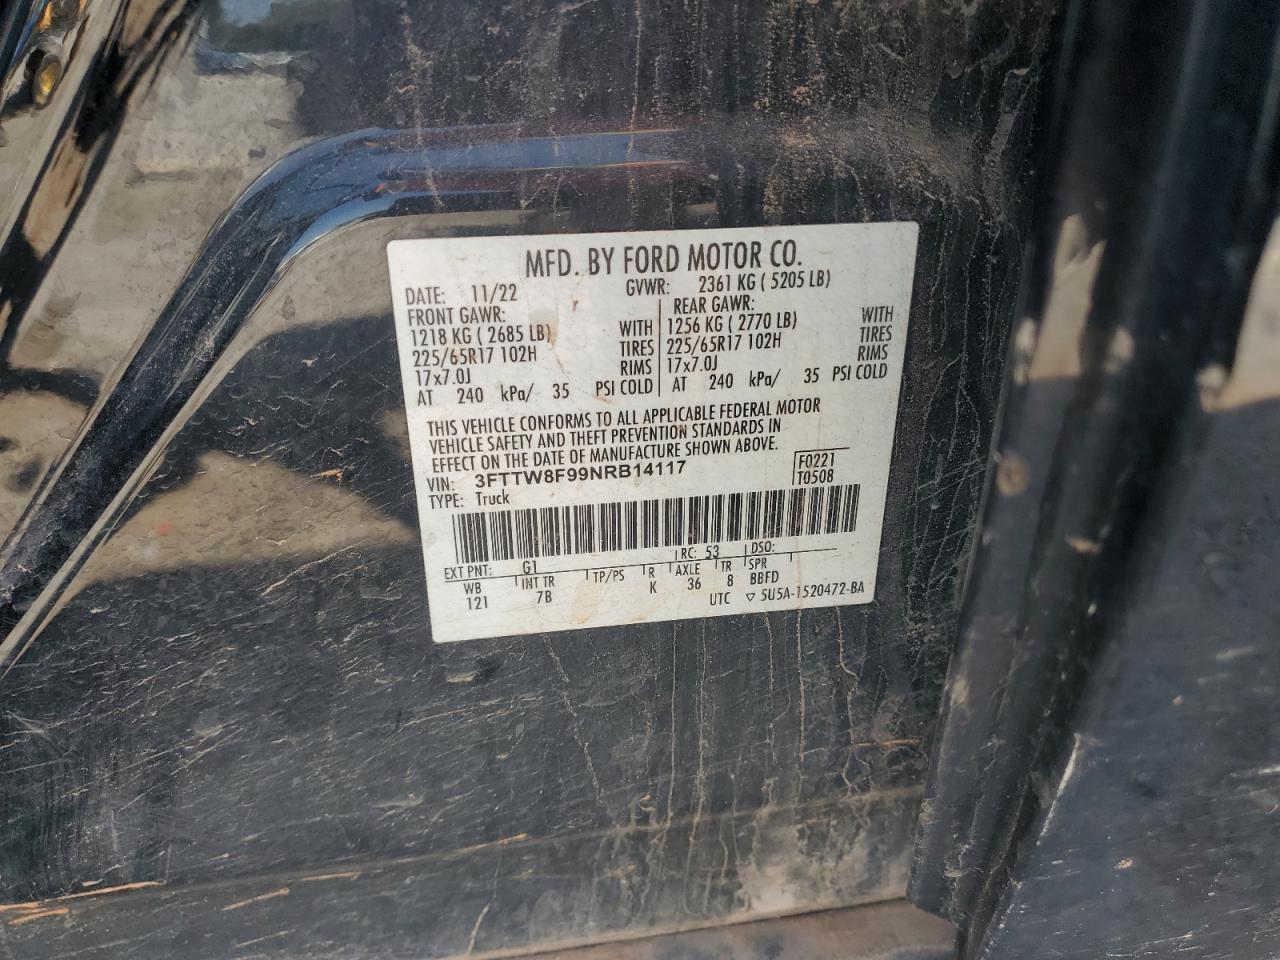 MFD. BY FORD MOTOR CO.
DATE: 11/22 GVWR: 2361 KG ( 5205 LB)
FRONT GAWR: REAR GAWR:
1218 KG ( 2685 LB) WITH 1256 KG ( 2770 LB) WITH
225/65R17 102H TIRES 225/65R17 102H TIRES
17x7.0J RIMS 17x7.0J RIMS
AT 240 kPa/ 35 PSI COLD AT 240 kPa/ 35 PSI COLD
THIS VEHICLE CONFORMS TO ALL APPLICABLE FEDERAL MOTOR
VEHICLE SAFETY AND THEFT PREVENTION STANDARDS IN
EFFECT ON THE DATE OF MANUFACTURE SHOWN ABOVE.
VIN: 3FTTW8F99NRB14117 F0221
TYPE: Truck T0508
EXT PNT: G1 RC: 53 DSO:
WB INT TR TP/PS R AXLE TR SPR
121 7B K 36 8 BBFD
UTC ▽ 5U5A-1520472-BA